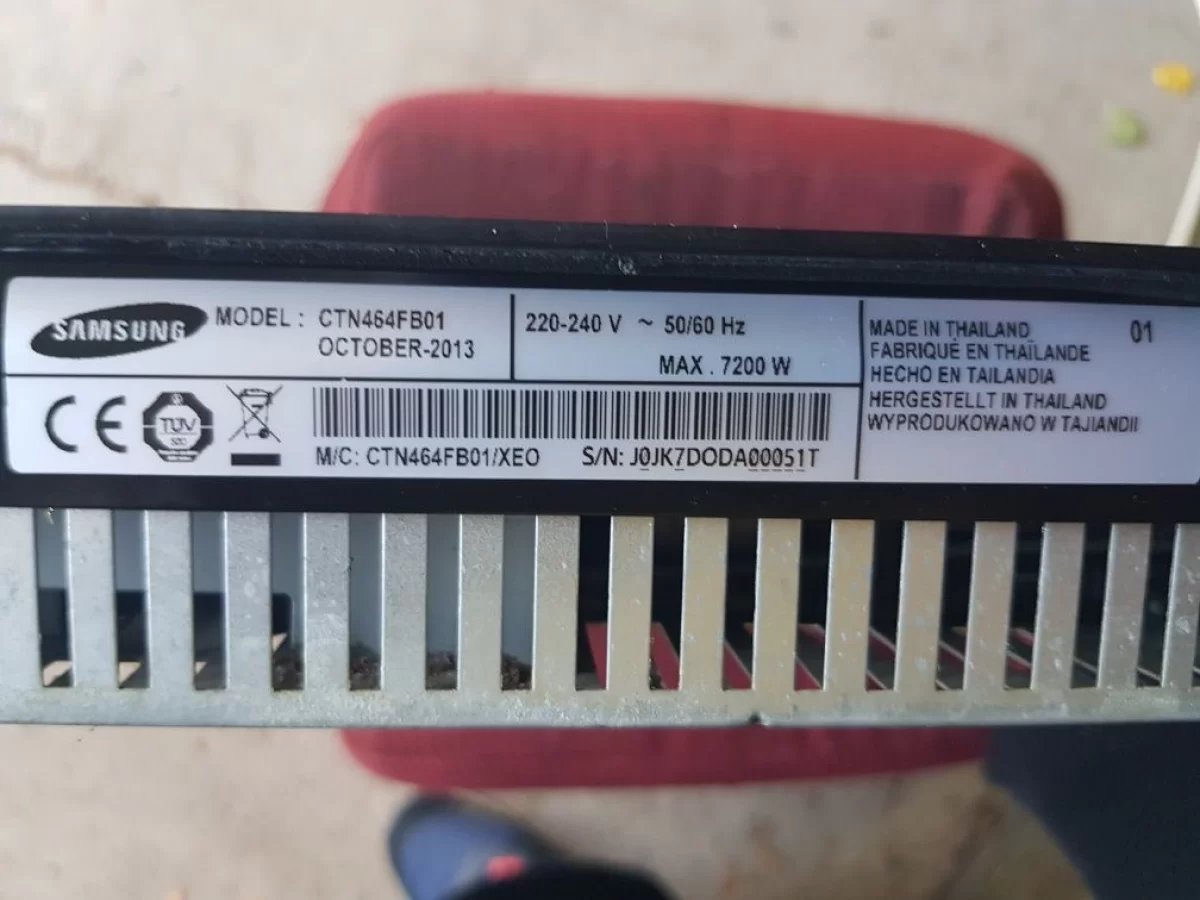 SAMSUNG
MODEL : CTN464FB01
OCTOBER-2013
220-240 V ~ 50/60 Hz
MAX . 7200 W
MADE IN THAILAND 01
FABRIQUÉ EN THAÏLANDE
HECHO EN TAILANDIA
HERGESTELLT IN THAILAND
WYPRODUKOWANO W TAJIANDII
CE
TÜV
M/C: CTN464FB01/XEO S/N: J0JK7DODA00051T